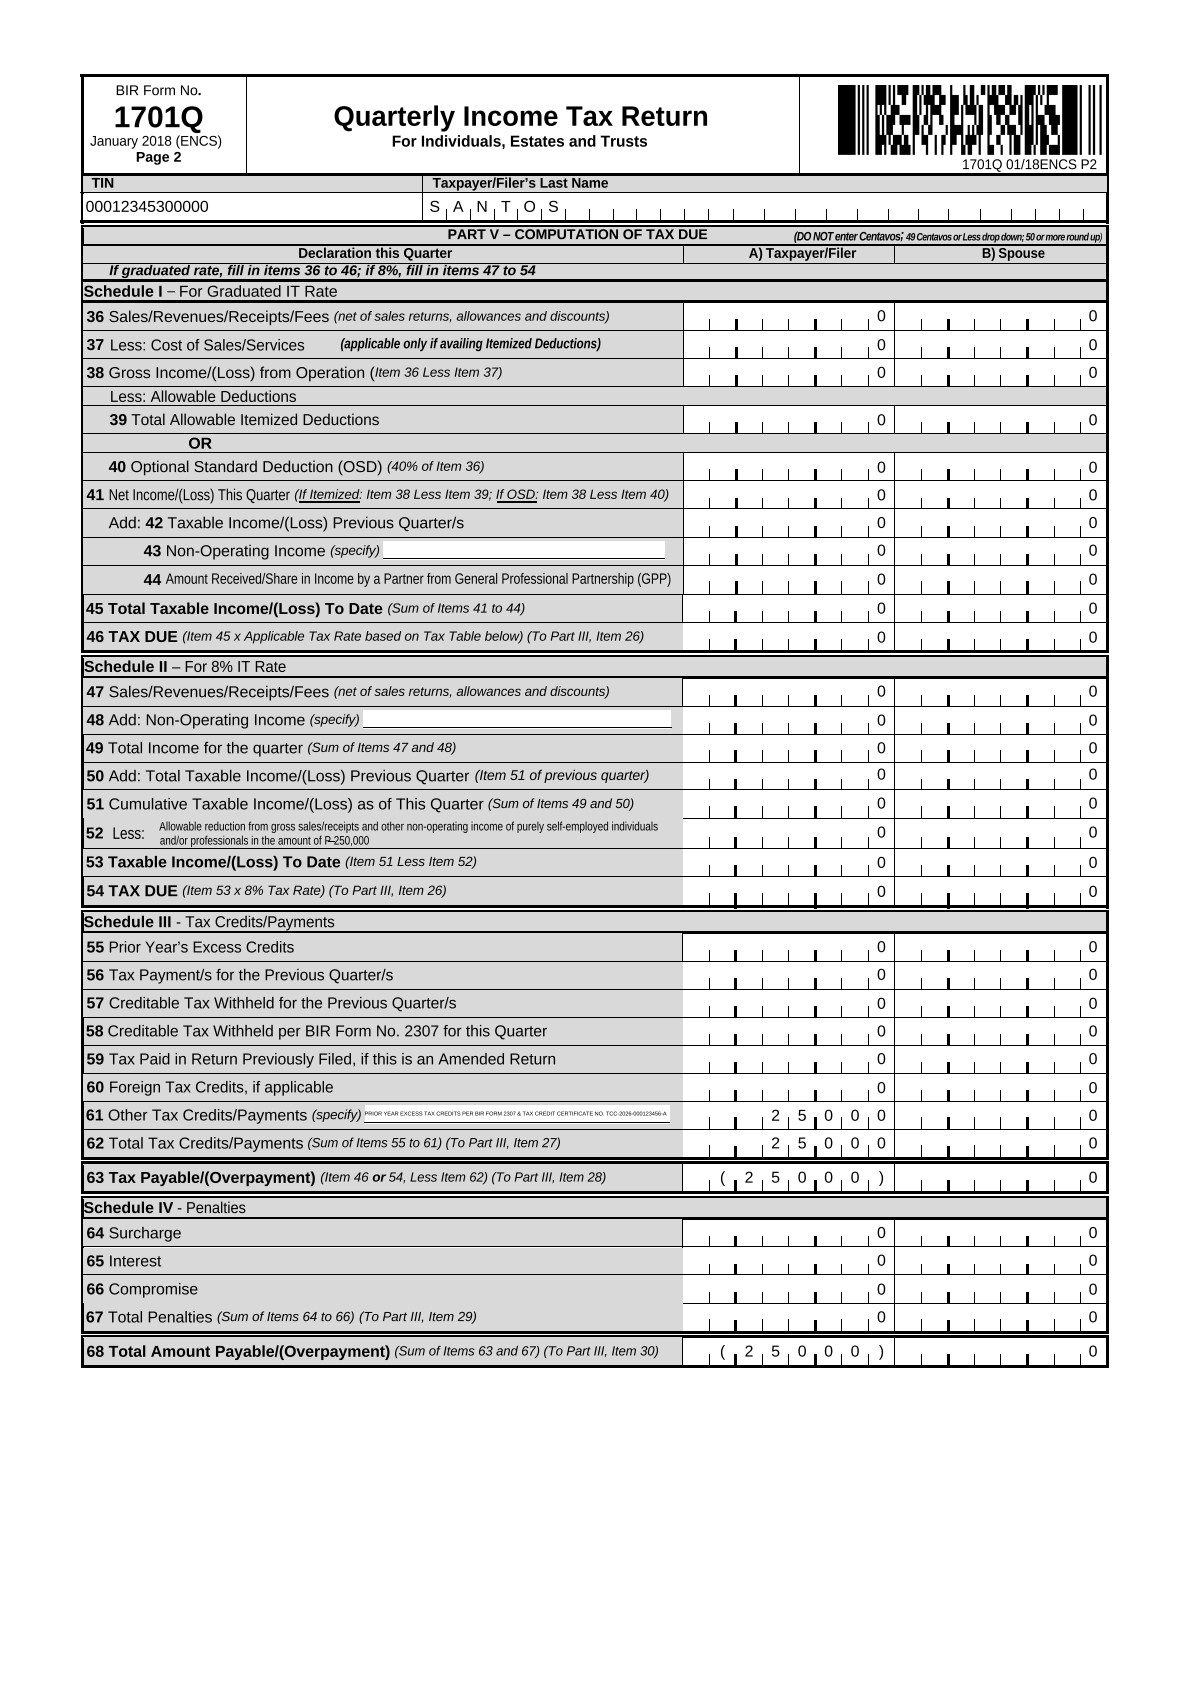 BIR Form No.
1701Q
January 2018 (ENCS)
Page 2
Quarterly Income Tax Return
For Individuals, Estates and Trusts
1701Q 01/18ENCS P2
TIN Taxpayer/Filer's Last Name
00012345300000 SANTOS
PART V – COMPUTATION OF TAX DUE (DO NOT enter Centavos; 49 Centavos or Less drop down; 50 or more round up)
Declaration this Quarter A) Taxpayer/Filer B) Spouse
If graduated rate, fill in items 36 to 46; if 8%, fill in items 47 to 54
Schedule I – For Graduated IT Rate
36 Sales/Revenues/Receipts/Fees (net of sales returns, allowances and discounts) 0 0
37 Less: Cost of Sales/Services (applicable only if availing Itemized Deductions) 0 0
38 Gross Income/(Loss) from Operation (Item 36 Less Item 37) 0 0
Less: Allowable Deductions
39 Total Allowable Itemized Deductions 0 0
OR
40 Optional Standard Deduction (OSD) (40% of Item 36) 0 0
41 Net Income/(Loss) This Quarter (If Itemized: Item 38 Less Item 39; If OSD: Item 38 Less Item 40) 0 0
Add: 42 Taxable Income/(Loss) Previous Quarter/s 0 0
43 Non-Operating Income (specify) 0 0
44 Amount Received/Share in Income by a Partner from General Professional Partnership (GPP) 0 0
45 Total Taxable Income/(Loss) To Date (Sum of Items 41 to 44) 0 0
46 TAX DUE (Item 45 x Applicable Tax Rate based on Tax Table below) (To Part III, Item 26) 0 0
Schedule II – For 8% IT Rate
47 Sales/Revenues/Receipts/Fees (net of sales returns, allowances and discounts) 0 0
48 Add: Non-Operating Income (specify) 0 0
49 Total Income for the quarter (Sum of Items 47 and 48) 0 0
50 Add: Total Taxable Income/(Loss) Previous Quarter (Item 51 of previous quarter) 0 0
51 Cumulative Taxable Income/(Loss) as of This Quarter (Sum of Items 49 and 50) 0 0
52 Less: Allowable reduction from gross sales/receipts and other non-operating income of purely self-employed individuals
and/or professionals in the amount of P 250,000 0 0
53 Taxable Income/(Loss) To Date (Item 51 Less Item 52) 0 0
54 TAX DUE (Item 53 x 8% Tax Rate) (To Part III, Item 26) 0 0
Schedule III - Tax Credits/Payments
55 Prior Year's Excess Credits 0 0
56 Tax Payment/s for the Previous Quarter/s 0 0
57 Creditable Tax Withheld for the Previous Quarter/s 0 0
58 Creditable Tax Withheld per BIR Form No. 2307 for this Quarter 0 0
59 Tax Paid in Return Previously Filed, if this is an Amended Return 0 0
60 Foreign Tax Credits, if applicable 0 0
61 Other Tax Credits/Payments (specify) PRIOR YEAR EXCESS TAX CREDITS PER BIR FORM 2307 & TAX CREDIT CERTIFICATE NO. TCC-2026-000123456-A 25000 0
62 Total Tax Credits/Payments (Sum of Items 55 to 61) (To Part III, Item 27) 25000 0
63 Tax Payable/(Overpayment) (Item 46 or 54, Less Item 62) (To Part III, Item 28) (25000) 0
Schedule IV - Penalties
64 Surcharge 0 0
65 Interest 0 0
66 Compromise 0 0
67 Total Penalties (Sum of Items 64 to 66) (To Part III, Item 29) 0 0
68 Total Amount Payable/(Overpayment) (Sum of Items 63 and 67) (To Part III, Item 30) (25000) 0